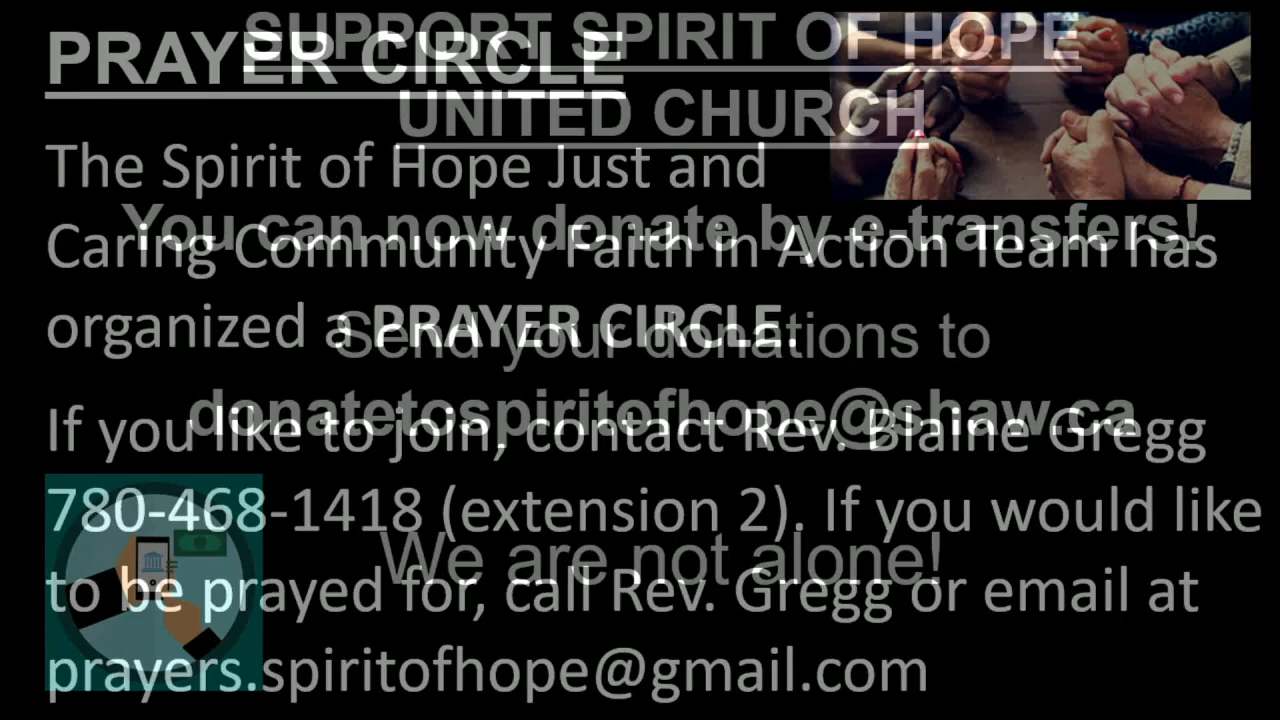 PRAYER CIRCLE
The Spirit of Hope Just and
Caring Community Faith in Action Team has
organized a PRAYER CIRCLE.
If you like to join, contact Rev. Blaine Gregg
780-468-1418 (extension 2). If you would like
to be prayed for, call Rev. Gregg or email at
prayers.spiritofhope@gmail.com
SUPPORT SPIRIT OF HOPE
UNITED CHURCH
You can now donate by e-transfers!
Send your donations to
donatetospiritofhope@shaw.ca
We are not alone!